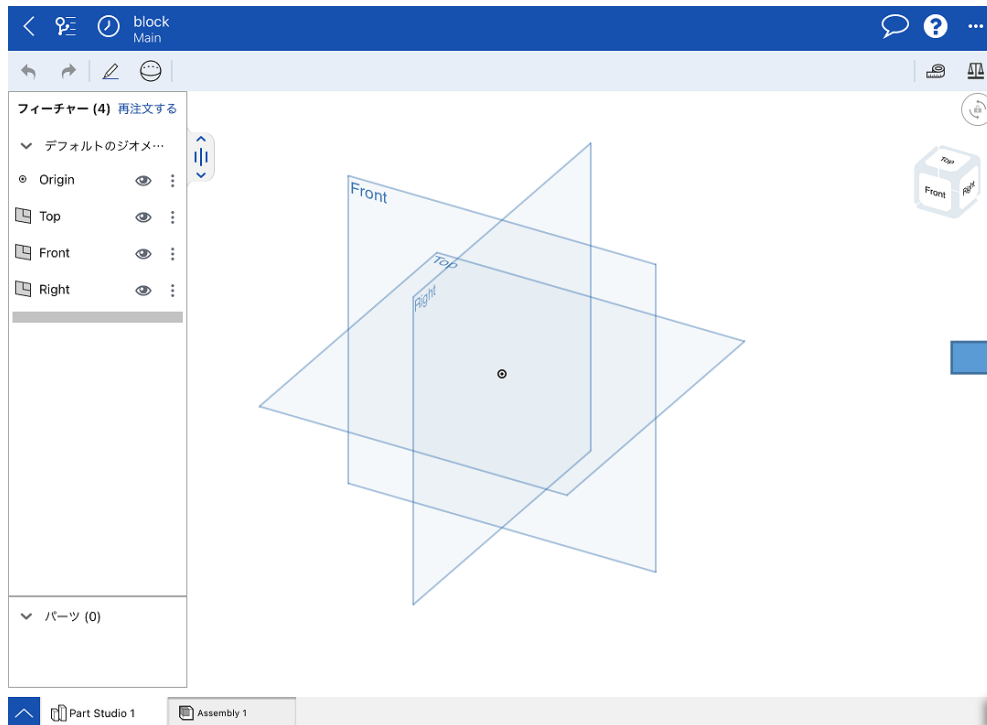 block
Main
?
フィーチャー (4) 再注文する
デフォルトのジオメ…
Origin
Top
Front
Right
パーツ (0)
Front
Top
Right
Top
Front
Right
Part Studio 1
Assembly 1